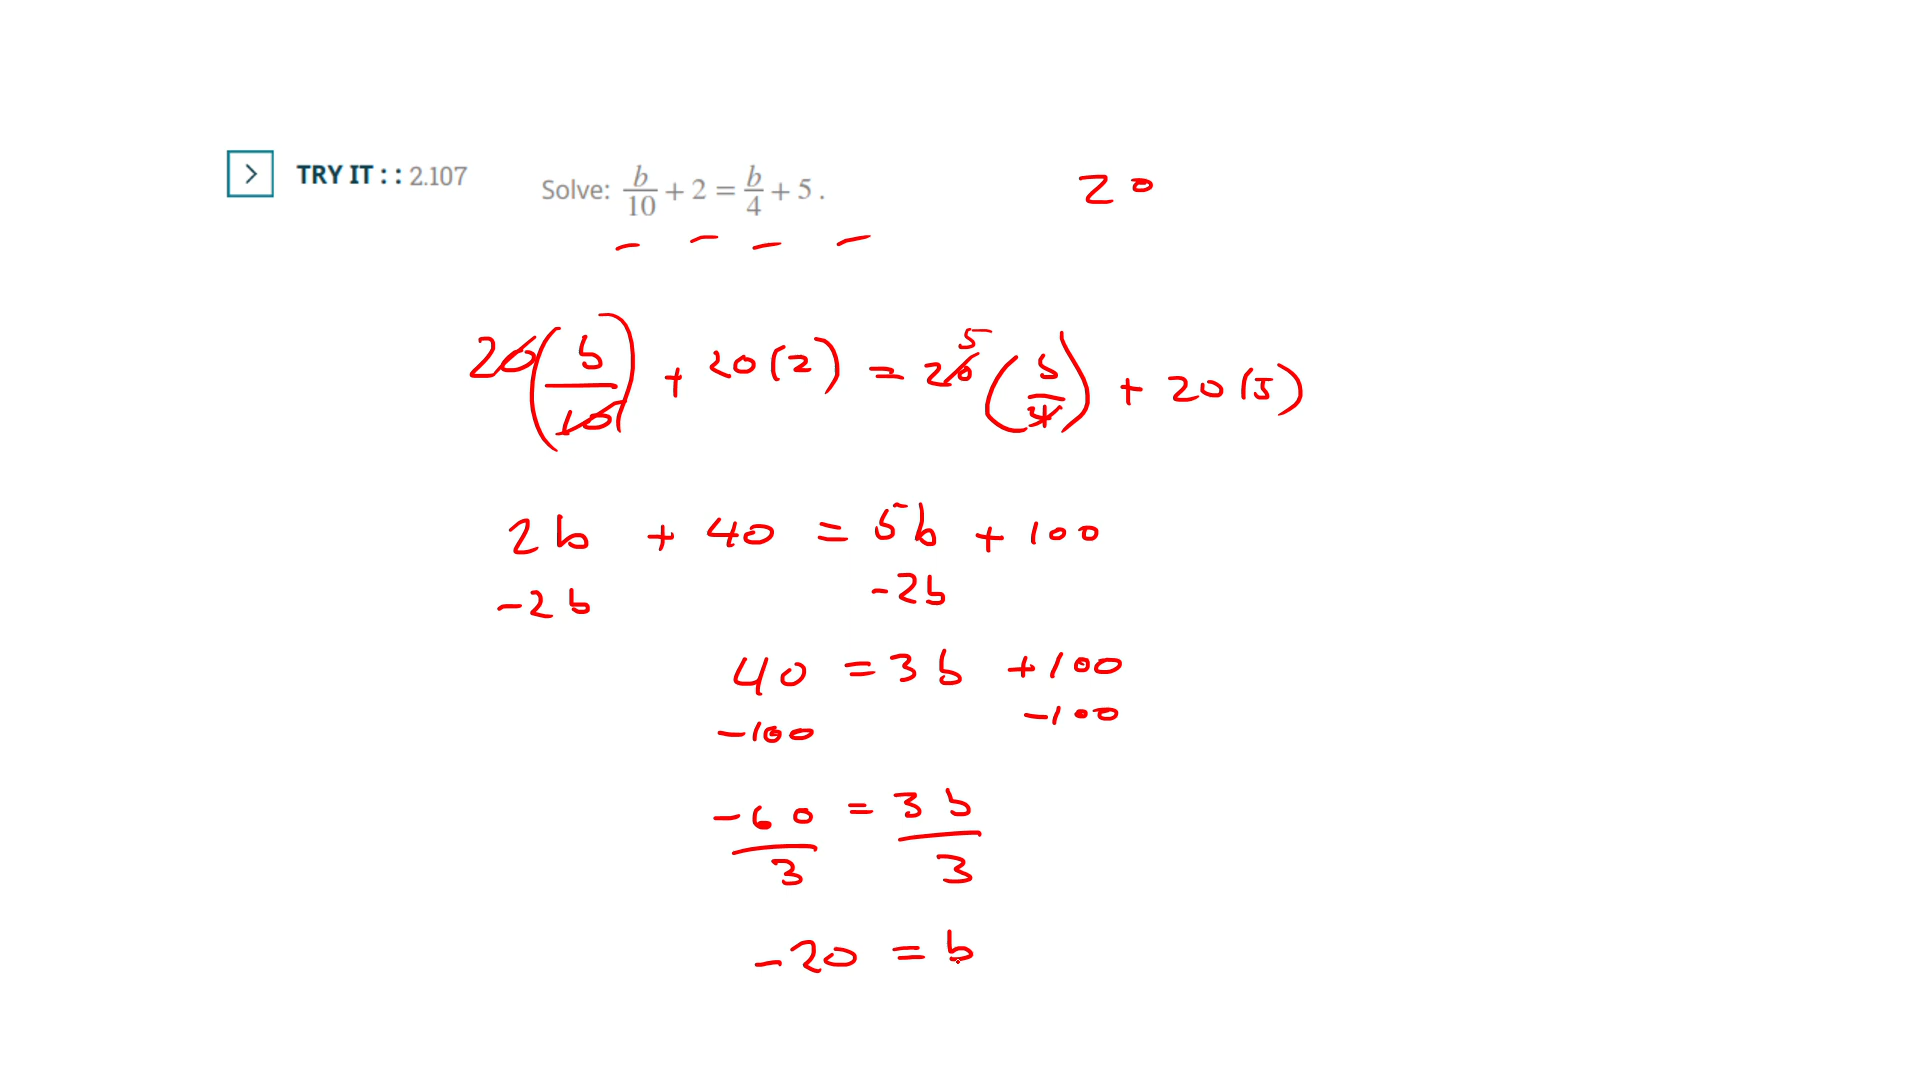 > TRY IT : : 2.107 Solve: b/10 + 2 = b/4 + 5 . 20
20(b/10) + 20(2) = 20 5 (b/4) + 20(5)
2b + 40 = 5b + 100
-2b -2b
40 = 3b +100
-100 -100
-60/3 = 3b/3
-20 = b